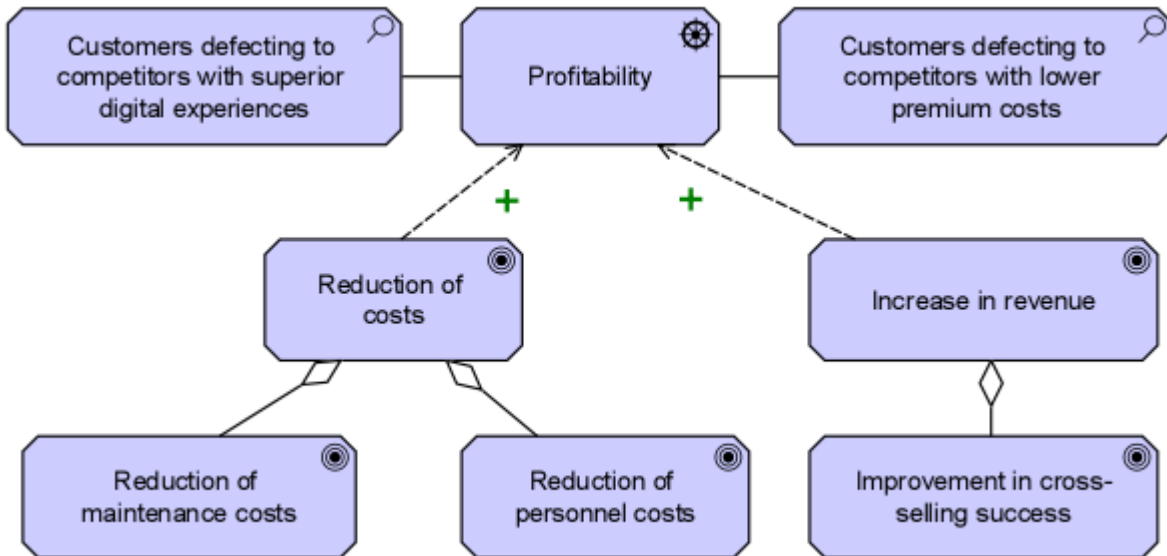 Customers defecting to
competitors with superior
digital experiences
Profitability
Customers defecting to
competitors with lower
premium costs
+
+
Reduction of
costs
Increase in revenue
Reduction of
maintenance costs
Reduction of
personnel costs
Improvement in cross-
selling success